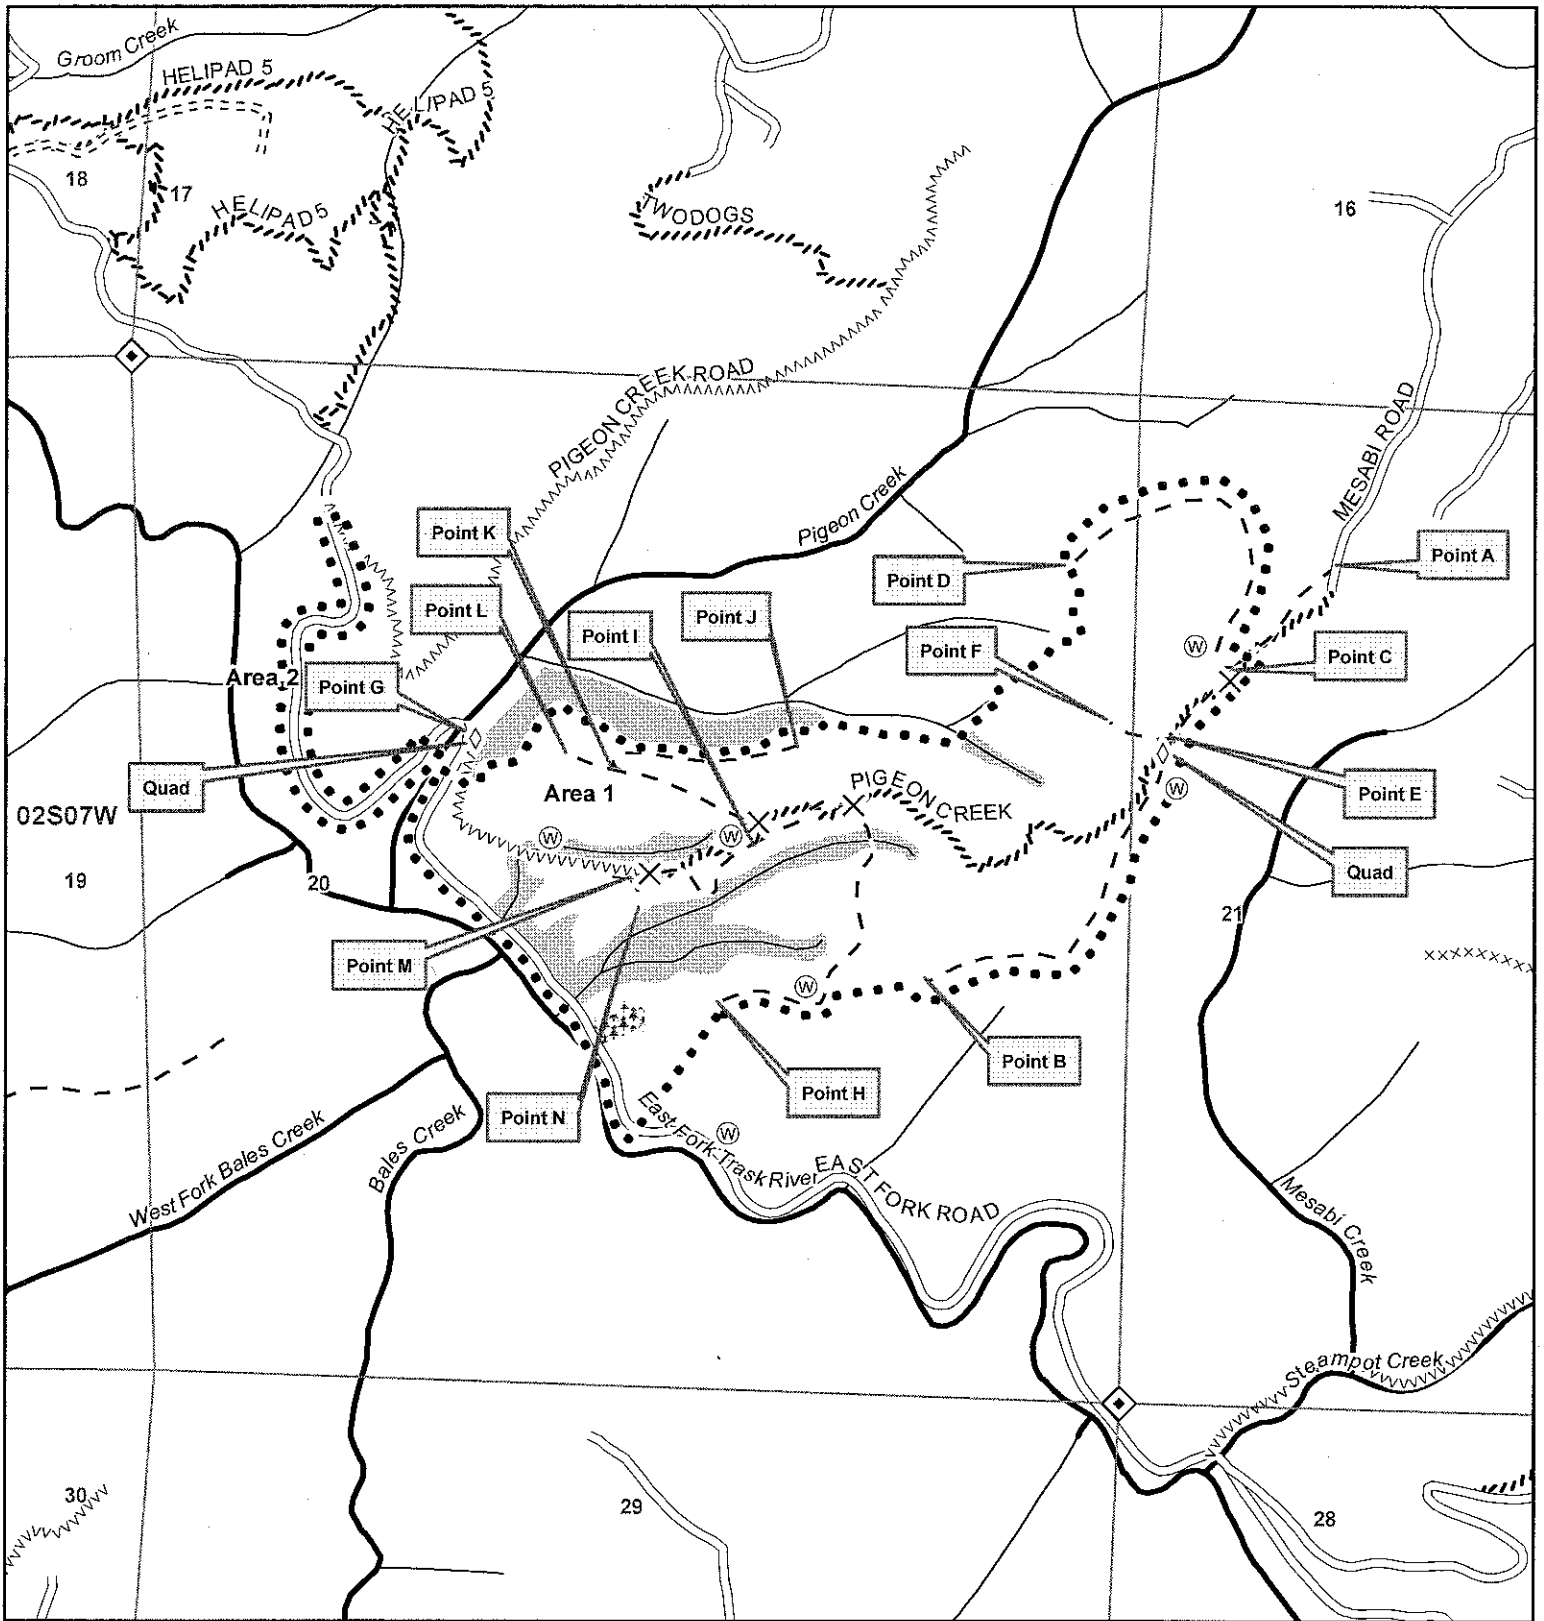 Groom Creek
HELIPAD 5
HELIPAD 5
18
17
HELIPAD 5
TWODOGS
16
PIGEON CREEK ROAD
MESABI ROAD
Pigeon Creek
Point K
Point A
Point D
Point L
Point J
Point I
Point F
Point C
Area 2
Point G
Quad
Area 1
PIGEON CREEK
Point E
02S07W
W
W
W
W
Quad
19
20
21
Point M
W
Point B
Point H
Point N
East Fork Trask River
W
EAST FORK ROAD
West Fork Bales Creek
Bales Creek
Mesabi Creek
Steampot Creek
30
29
28